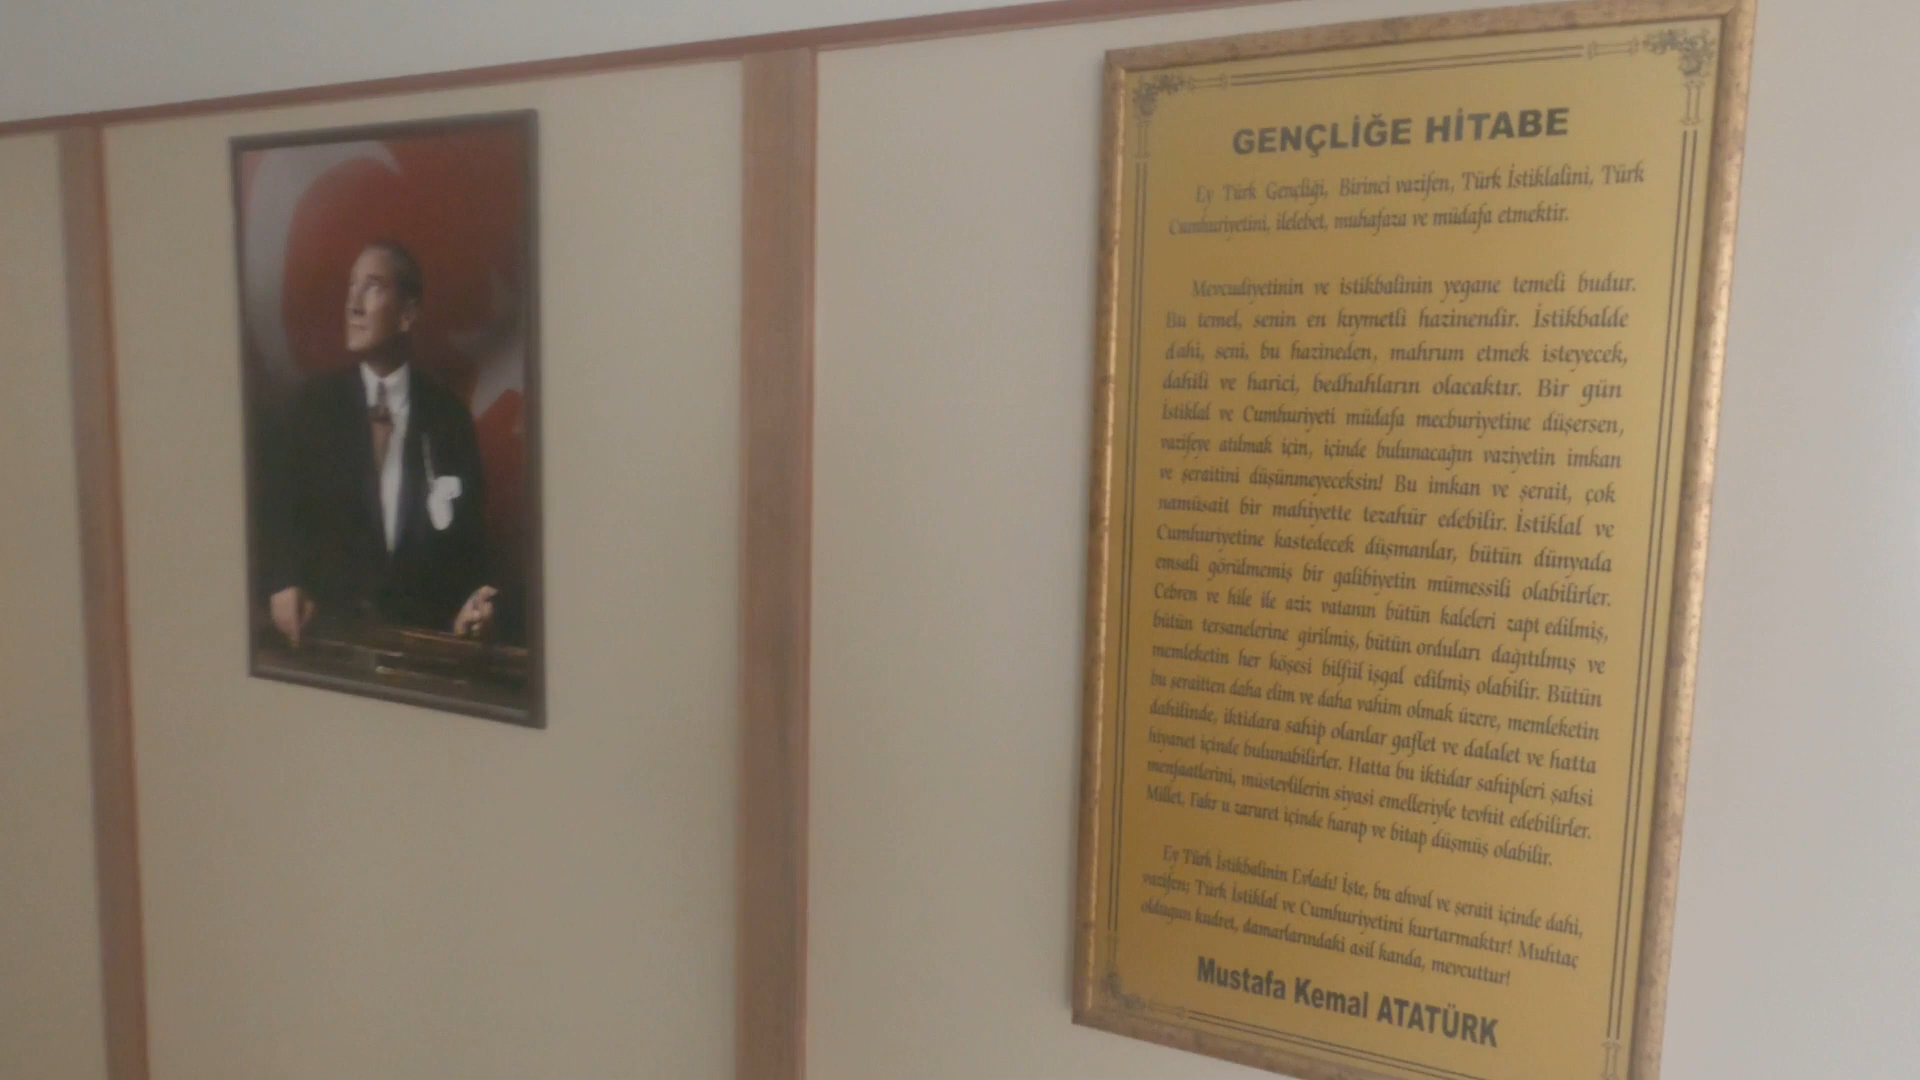 GENÇLİĞE HİTABE
Ey Türk Gençliği, Birinci vazifen, Türk İstiklalini, Türk
Cumhuriyetini, ilelebet, muhafaza ve müdafa etmektir.
Mevcudiyetinin ve istikbalinin yegane temeli budur.
Bu temel, senin en kıymetli hazinendir. İstikbalde
dahi, seni, bu hazineden, mahrum etmek isteyecek,
dahili ve harici, bedhahların olacaktır. Bir gün
İstiklal ve Cumhuriyeti müdafa mecburiyetine düşersen,
vazifeye atılmak için, içinde bulunacağın vaziyetin imkan
ve şeraitini düşünmeyeceksin! Bu imkan ve şerait, çok
namüsait bir mahiyette tezahür edebilir. İstiklal ve
Cumhuriyetine kastedecek düşmanlar, bütün dünyada
emsali görülmemiş bir galibiyetin mümessili olabilirler.
Cebren ve hile ile aziz vatanın bütün kaleleri zapt edilmiş,
bütün tersanelerine girilmiş, bütün orduları dağıtılmış ve
memleketin her köşesi bilfiil işgal edilmiş olabilir. Bütün
bu şeraitten daha elim ve daha vahim olmak üzere, memleketin
dahilinde, iktidara sahip olanlar gaflet ve dalalet ve hatta
hiyanet içinde bulunabilirler. Hatta bu iktidar sahipleri şahsi
menfaatlerini, müstevlilerin siyasi emelleriyle tevhit edebilirler.
Millet, Fakr u zaruret içinde harap ve bitap düşmüş olabilir.
Ey Türk İstikbalinin Evladı! İşte, bu ahval ve şerait içinde dahi,
vazifen; Türk İstiklal ve Cumhuriyetini kurtarmaktır! Muhtaç
olduğun kudret, damarlarındaki asil kanda, mevcuttur!
Mustafa Kemal ATATÜRK